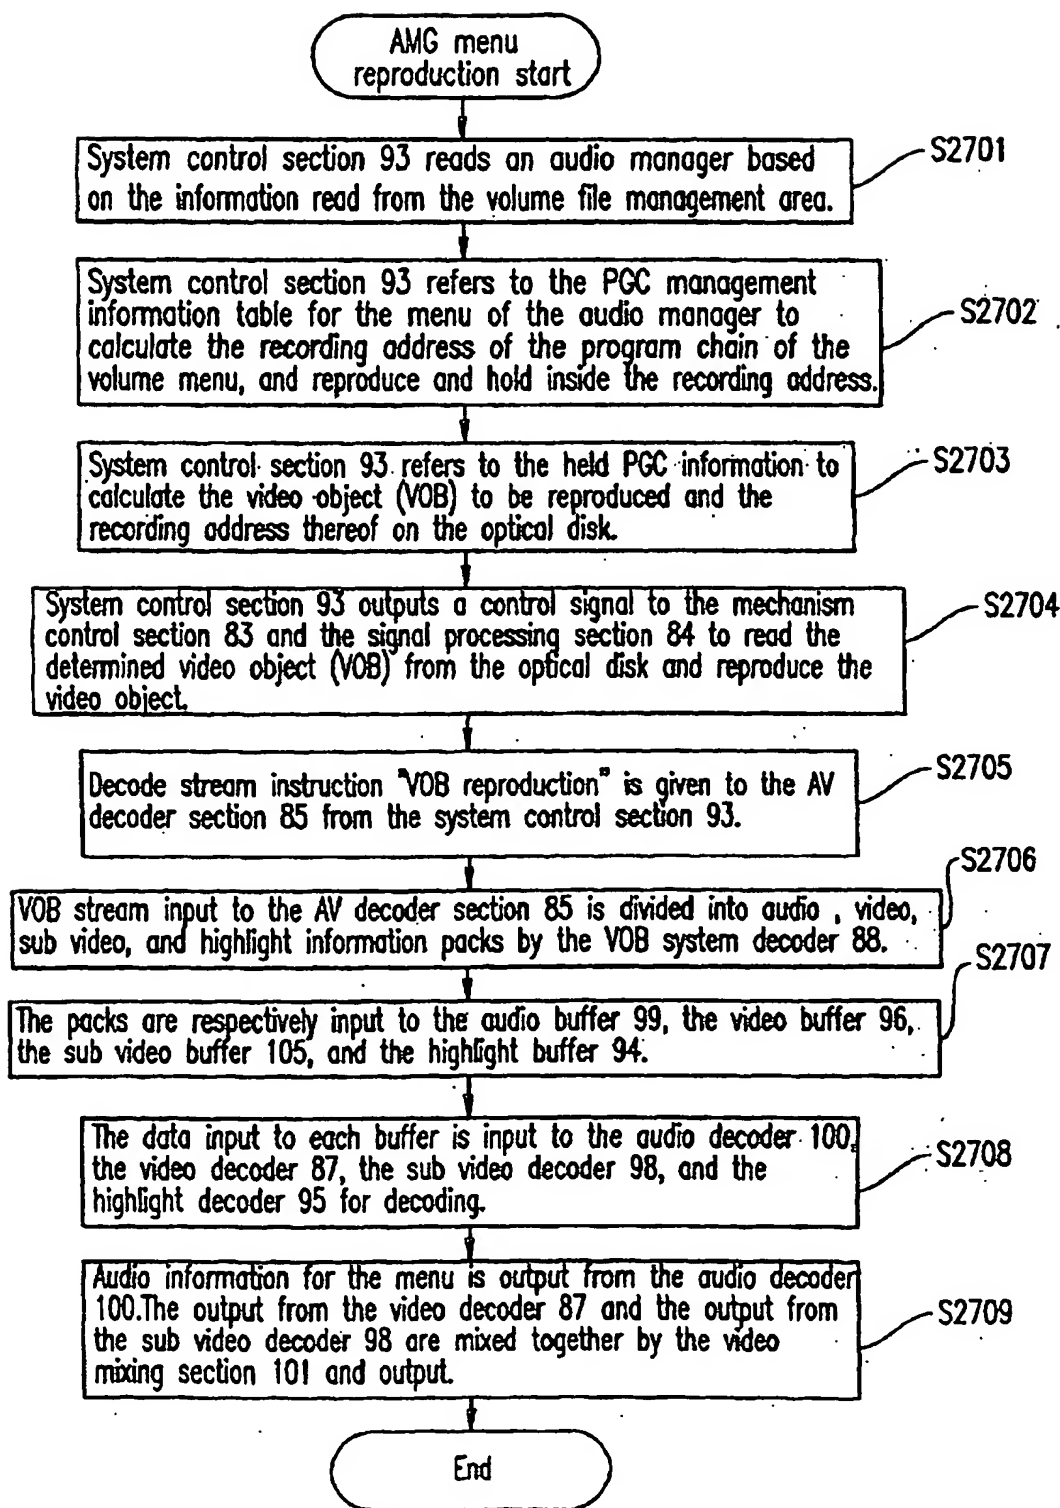 AMG menu
reproduction start
System control section 93 reads an audio manager based
on the information read from the volume file management area.
S2701
System control section 93 refers to the PGC management
information table for the menu of the audio manager to
calculate the recording address of the program chain of the
volume menu, and reproduce and hold inside the recording address.
S2702
System control section 93 refers to the held PGC information to
calculate the video object (VOB) to be reproduced and the
recording address thereof on the optical disk.
S2703
System control section 93 outputs a control signal to the mechanism
control section 83 and the signal processing section 84 to read the
determined video object (VOB) from the optical disk and reproduce the
video object.
S2704
Decode stream instruction "VOB reproduction" is given to the AV
decoder section 85 from the system control section 93.
S2705
VOB stream input to the AV decoder section 85 is divided into audio , video,
sub video, and highlight information packs by the VOB system decoder 88.
S2706
The packs are respectively input to the audio buffer 99, the video buffer 96,
the sub video buffer 105, and the highlight buffer 94.
S2707
The data input to each buffer is input to the audio decoder 100,
the video decoder 87, the sub video decoder 98, and the
highlight decoder 95 for decoding.
S2708
Audio information for the menu is output from the audio decoder
100.The output from the video decoder 87 and the output from
the sub video decoder 98 are mixed together by the video
mixing section 101 and output.
S2709
End